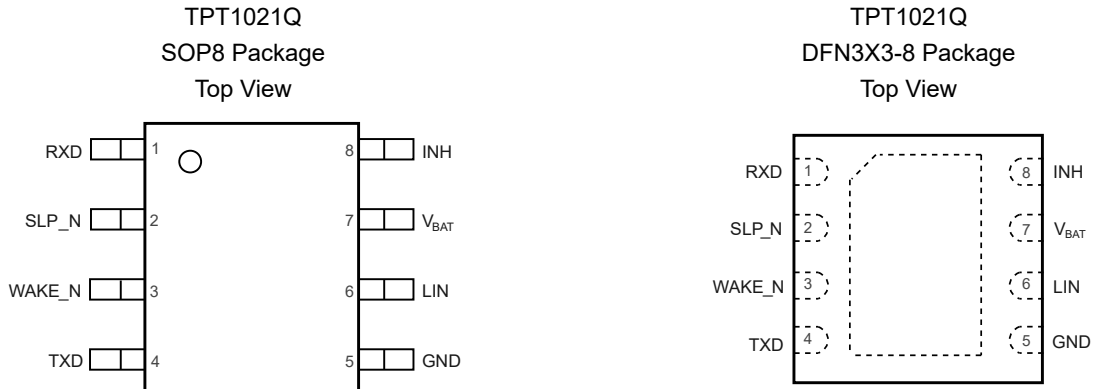 TPT1021Q
SOP8 Package
Top View
RXD 1 8 INH
SLP_N 2 7 VBAT
WAKE_N 3 6 LIN
TXD 4 5 GND
TPT1021Q
DFN3X3-8 Package
Top View
RXD 1 8 INH
SLP_N 2 7 VBAT
WAKE_N 3 6 LIN
TXD 4 5 GND